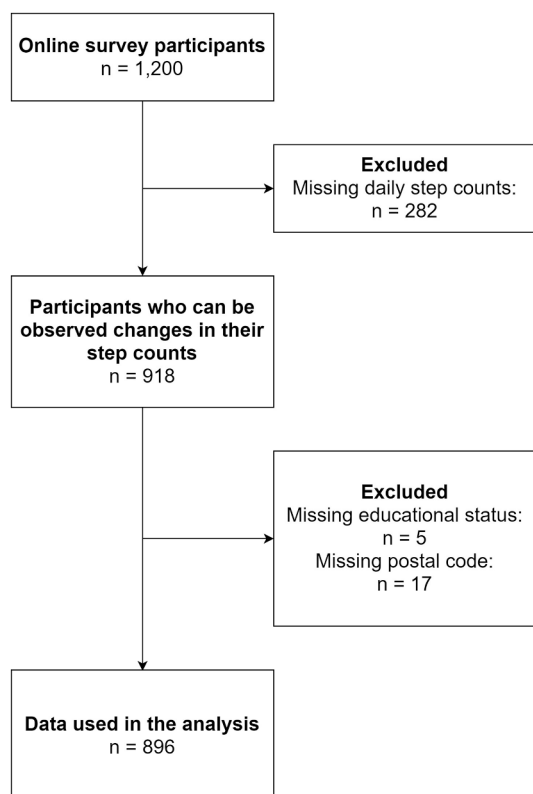 Online survey participants
n = 1,200
Excluded
Missing daily step counts:
n = 282
Participants who can be
observed changes in their
step counts
n = 918
Excluded
Missing educational status:
n = 5
Missing postal code:
n = 17
Data used in the analysis
n = 896